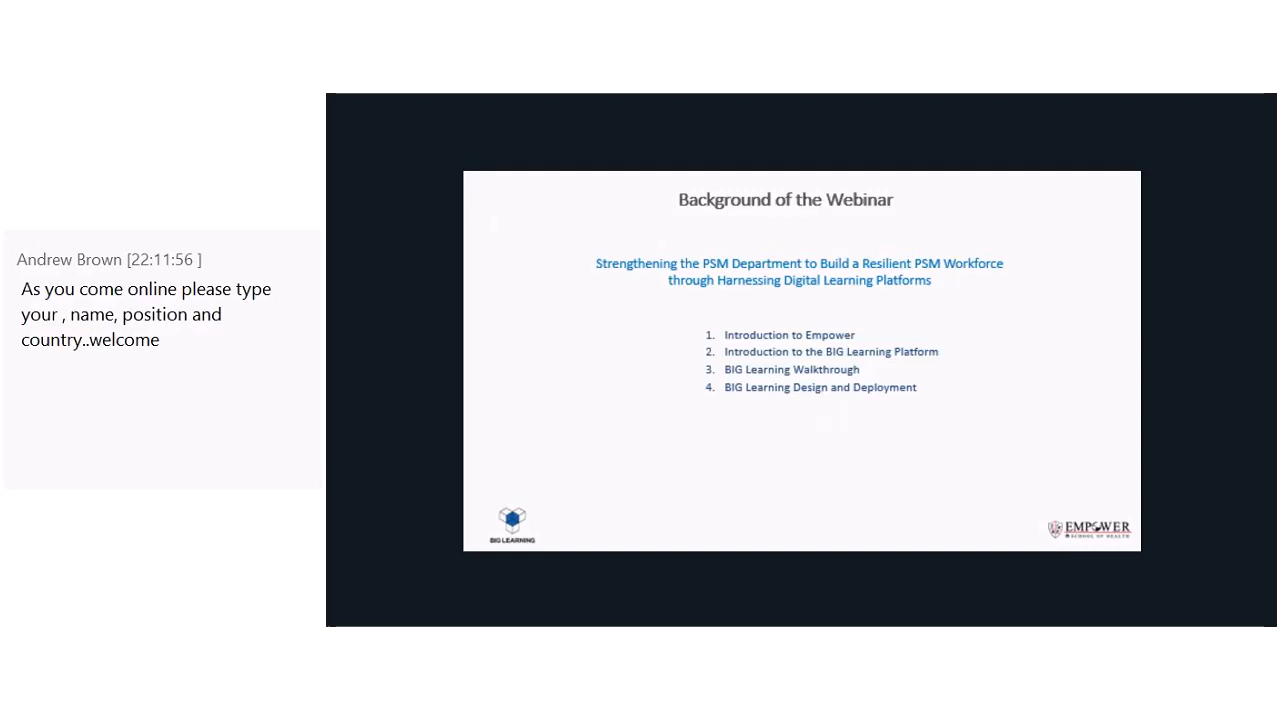 Andrew Brown [22:11:56 ]
As you come online please type
your , name, position and
country..welcome
Background of the Webinar
Strengthening the PSM Department to Build a Resilient PSM Workforce
through Harnessing Digital Learning Platforms
1. Introduction to Empower
2. Introduction to the BIG Learning Platform
3. BIG Learning Walkthrough
4. BIG Learning Design and Deployment
BIG LEARNING
EMPOWER
SCHOOL OF HEALTH